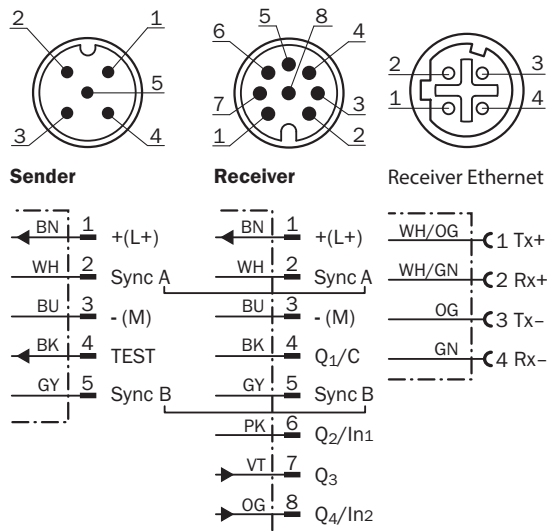 2 1
5
3 4
5 8
6 4
7 3
1 2
2 3
1 4
Sender
BN 1 +(L+)
WH 2 Sync A
BU 3 - (M)
BK 4 TEST
GY 5 Sync B
Receiver
BN 1 +(L+)
WH 2 Sync A
BU 3 - (M)
BK 4 Q1/C
GY 5 Sync B
PK 6 Q2/In1
VT 7 Q3
OG 8 Q4/In2
Receiver Ethernet
WH/OG 1 Tx+
WH/GN 2 Rx+
OG 3 Tx–
GN 4 Rx–